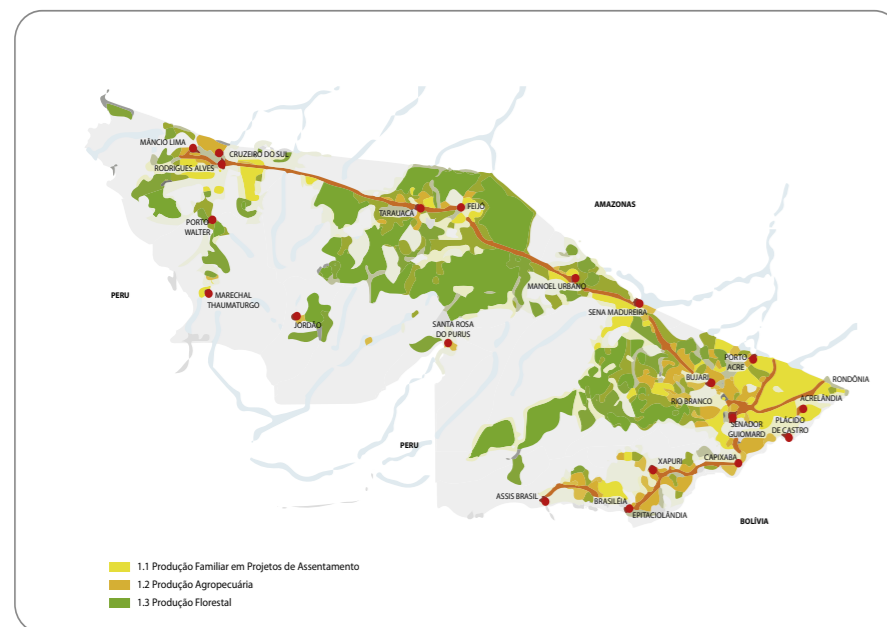 MÂNCIO LIMA
CRUZEIRO DO SUL
RODRIGUES ALVES
PORTO
WALTER
TARAUACÁ
FEIJÓ
AMAZONAS
PERU
MARECHAL
THAUMATURGO
JORDÃO
SANTA ROSA
DO PURUS
MANOEL URBANO
SENA MADUREIRA
PORTO
ACRE
BUJARI
RONDÔNIA
RIO BRANCO
ACRELÂNDIA
PLÁCIDO
DE CASTRO
SENADOR
GUIOMARD
PERU
XAPURI
CAPIXABA
ASSIS BRASIL
BRASILÉIA
EPITACIOLÂNDIA
BOLÍVIA
1.1 Produção Familiar em Projetos de Assentamento
1.2 Produção Agropecuária
1.3 Produção Florestal